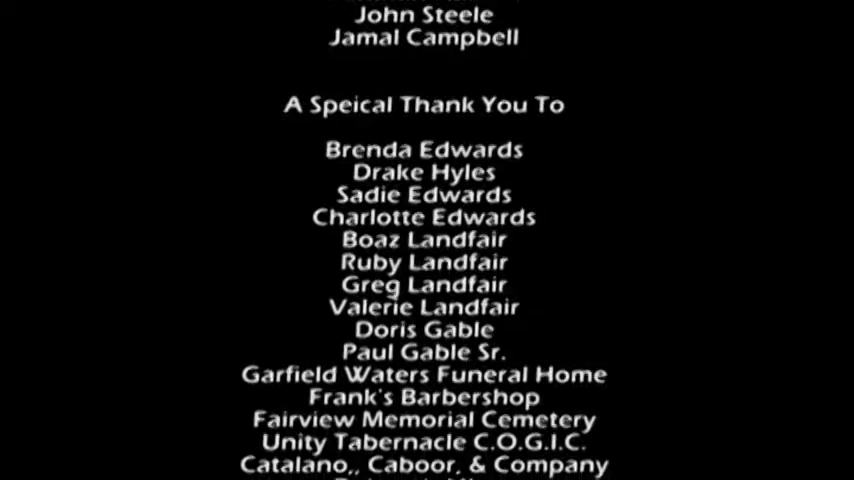 John Steele
Jamal Campbell
A Speical Thank You To
Brenda Edwards
Drake Hyles
Sadie Edwards
Charlotte Edwards
Boaz Landfair
Ruby Landfair
Greg Landfair
Valerie Landfair
Doris Gable
Paul Gable Sr.
Garfield Waters Funeral Home
Frank's Barbershop
Fairview Memorial Cemetery
Unity Tabernacle C.O.G.I.C.
Catalano,, Caboor, & Company